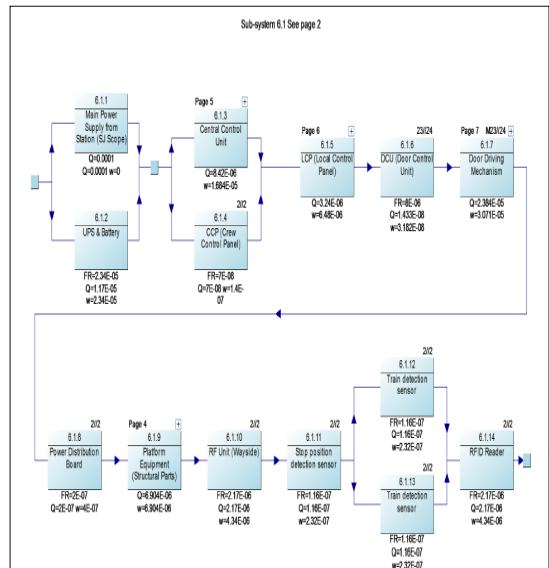 Sub-system 6.1 See page 2
6.1.1
Main Power
Supply from
Station (SJ Scope)
Q=0.0001
Q=0.0001 w=0
6.1.2
UPS & Battery
FR=2.34E-05
Q=1.17E-05
w=2.34E-05
Page 5
6.1.3
Central Control
Unit
Q=8.42E-06
w=1.684E-05
2//2
6.1.4
CCP (Crew
Control Panel)
FR=7E-08
Q=7E-08 w=1.4E-
07
Page 6
6.1.5
LCP (Local Control
Panel)
Q=3.24E-06
w=6.48E-06
23//24
6.1.6
DCU (Door Control
Unit)
FR=8E-06
Q=1.433E-08
w=3.182E-08
Page 7 M23//24
6.1.7
Door Driving
Mechanism
Q=2.384E-05
w=3.071E-05
2//2
6.1.8
Power Distribution
Board
FR=2E-07
Q=2E-07 w=4E-07
Page 4
6.1.9
Platform
Equipment
(Structural Parts)
Q=6.904E-06
w=6.904E-06
2//2
6.1.10
RF Unit (Wayside)
FR=2.17E-06
Q=2.17E-06
w=4.34E-06
2//2
6.1.11
Stop position
detection sensor
FR=1.16E-07
Q=1.16E-07
w=2.32E-07
2//2
6.1.12
Train detection
sensor
FR=1.16E-07
Q=1.16E-07
w=2.32E-07
2//2
6.1.13
Train detection
sensor
FR=1.16E-07
Q=1.16E-07
w=2.32E-07
2//2
6.1.14
RFID Reader
FR=2.17E-06
Q=2.17E-06
w=4.34E-06